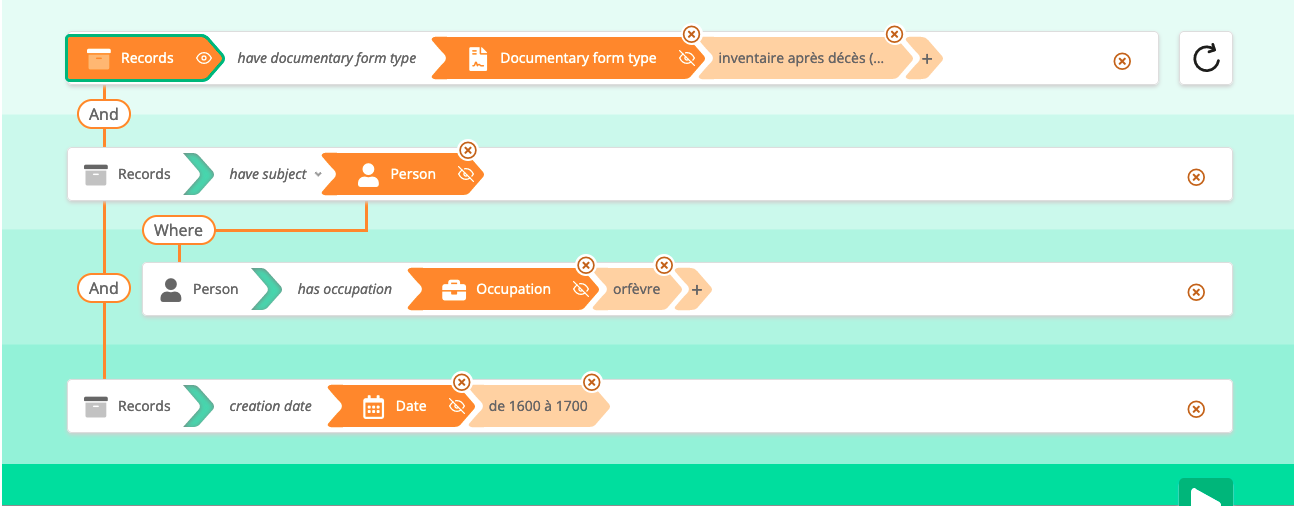 Records have documentary form type Documentary form type inventaire après décès (... +
And
Records have subject Person
Where
And
Person has occupation Occupation orfèvre +
Records creation date Date de 1600 à 1700